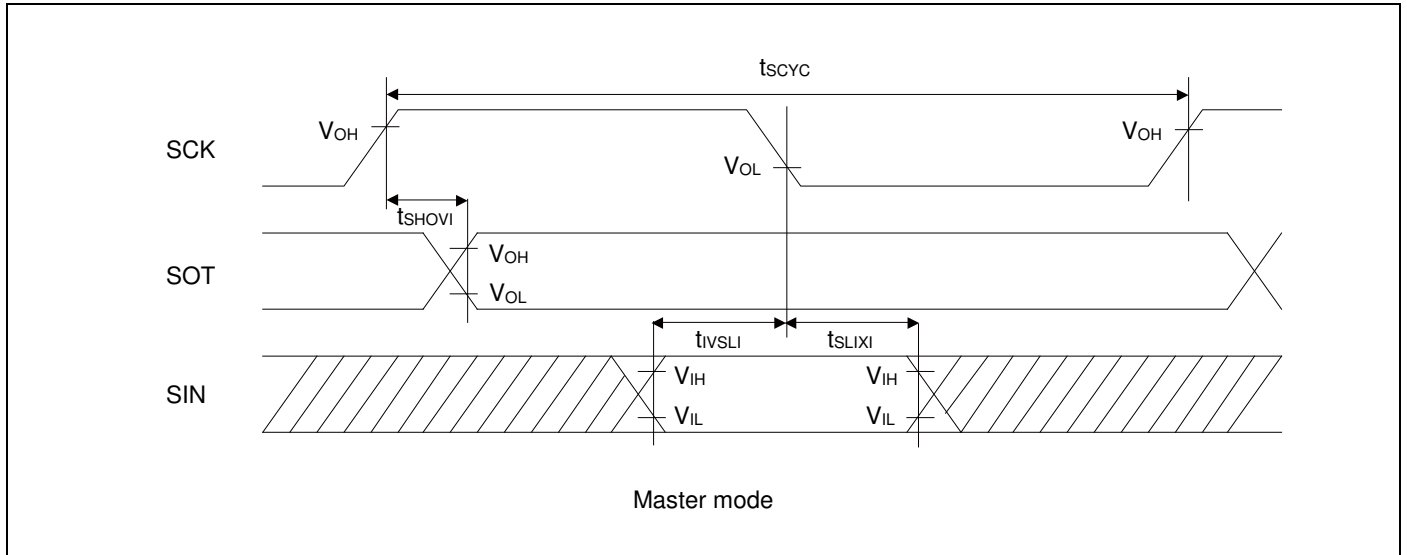 tSCYC
VOH
VOH
SCK
VOL
tSHOVI
VOH
SOT
VOL
tIVSLI
tSLIXI
VIH
VIH
SIN
VIL
VIL
Master mode